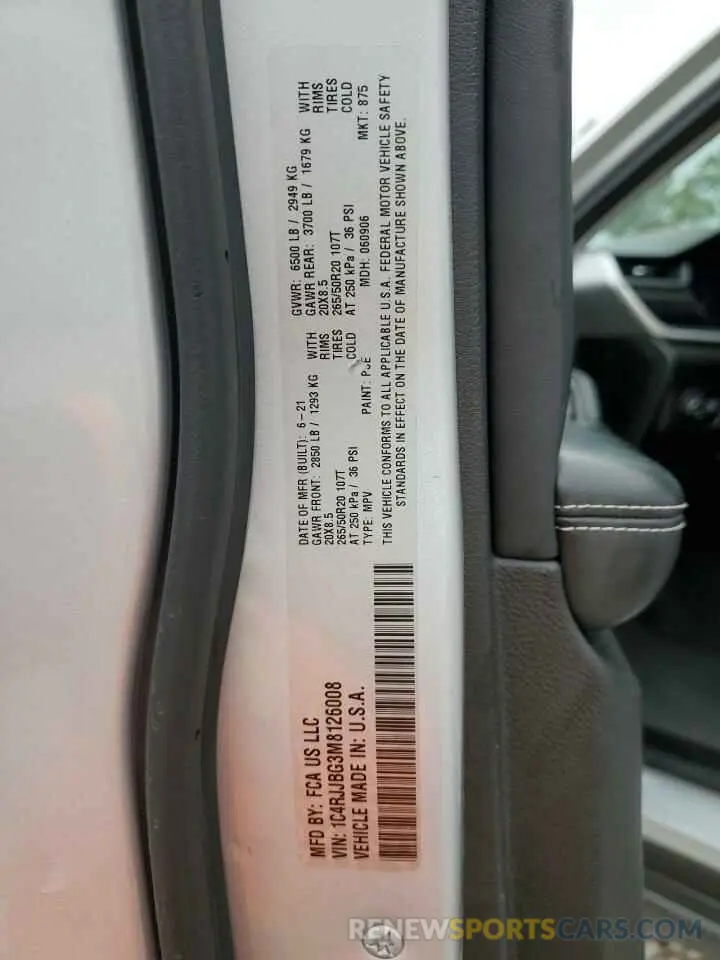 MFD BY: FCA US LLC
VIN: 1C4RJJBG3M8126008
VEHICLE MADE IN: U.S.A.
DATE OF MFR (BUILT): 6-21
GAWR FRONT: 2850 LB / 1293 KG WITH
20X8.5 RIMS
265/50R20 107T TIRES
AT 250 kPa / 36 PSI COLD
TYPE: MPV PAINT:
GVWR: 6500 LB / 2949 KG
GAWR REAR: 3700 LB / 1679 KG WITH
20X8.5 RIMS
265/50R20 107T TIRES
AT 250 kPa / 36 PSI COLD
MDH: 060906 MKT: 875
THIS VEHICLE CONFORMS TO ALL APPLICABLE U.S.A. FEDERAL MOTOR VEHICLE SAFETY
STANDARDS IN EFFECT ON THE DATE OF MANUFACTURE SHOWN ABOVE.
RENEWSPORTSCARS.COM